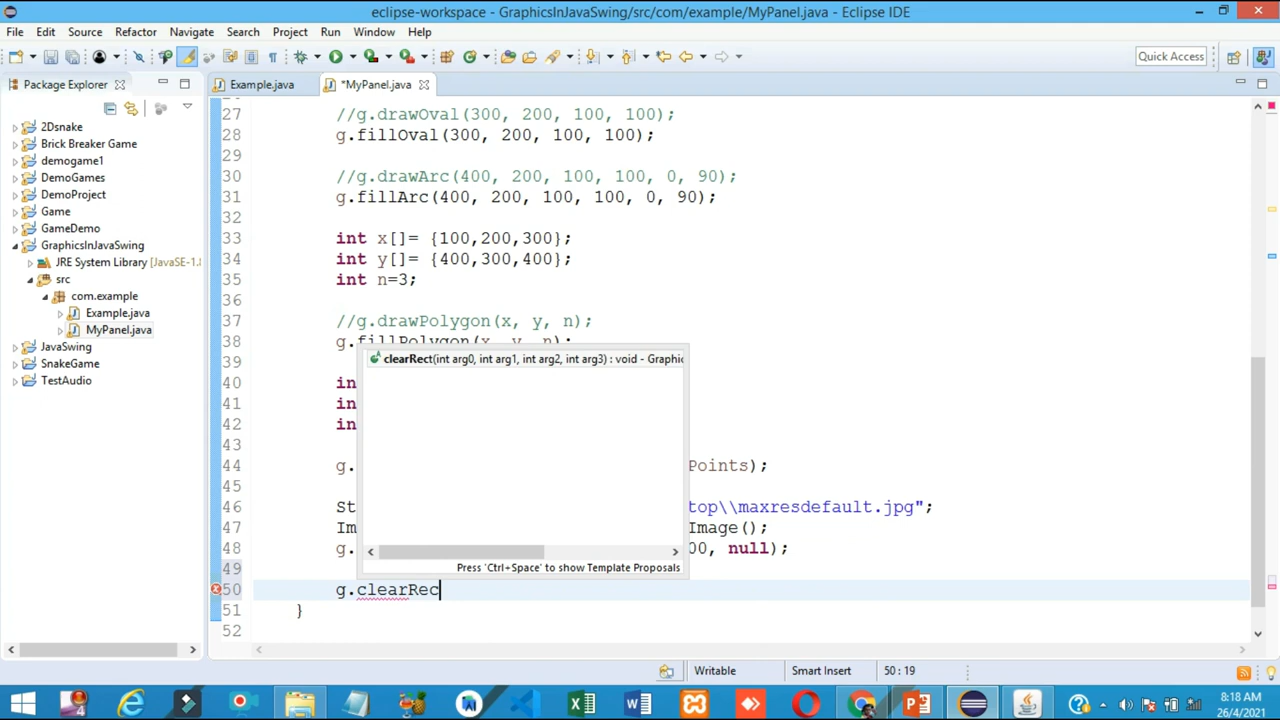 eclipse-workspace - GraphicsInJavaSwing/src/com/example/MyPanel.java - Eclipse IDE
File Edit Source Refactor Navigate Search Project Run Window Help
Quick Access
Package Explorer
Example.java
*MyPanel.java
2Dsnake
Brick Breaker Game
demogame1
DemoGames
DemoProject
Game
GameDemo
GraphicsInJavaSwing
JRE System Library [JavaSE-1.8
src
com.example
Example.java
MyPanel.java
JavaSwing
SnakeGame
TestAudio
27 //g.drawOval(300, 200, 100, 100);
28 g.fillOval(300, 200, 100, 100);
29
30 //g.drawArc(400, 200, 100, 100, 0, 90);
31 g.fillArc(400, 200, 100, 100, 0, 90);
32
33 int x[]= {100,200,300};
34 int y[]= {400,300,400};
35 int n=3;
36
37 //g.drawPolygon(x, y, n);
38 g.fillPolygon(x, y, n);
39
40 in
41 in
42 in
43
44 g. Points);
45
46 St top\\maxresdefault.jpg";
47 Im Image();
48 g. 00, null);
49
50 g.clearRec
51 }
52
clearRect(int arg0, int arg1, int arg2, int arg3) : void - Graphic
Press 'Ctrl+Space' to show Template Proposals
Writable
Smart Insert
50 : 19
8:18 AM
26/4/2021